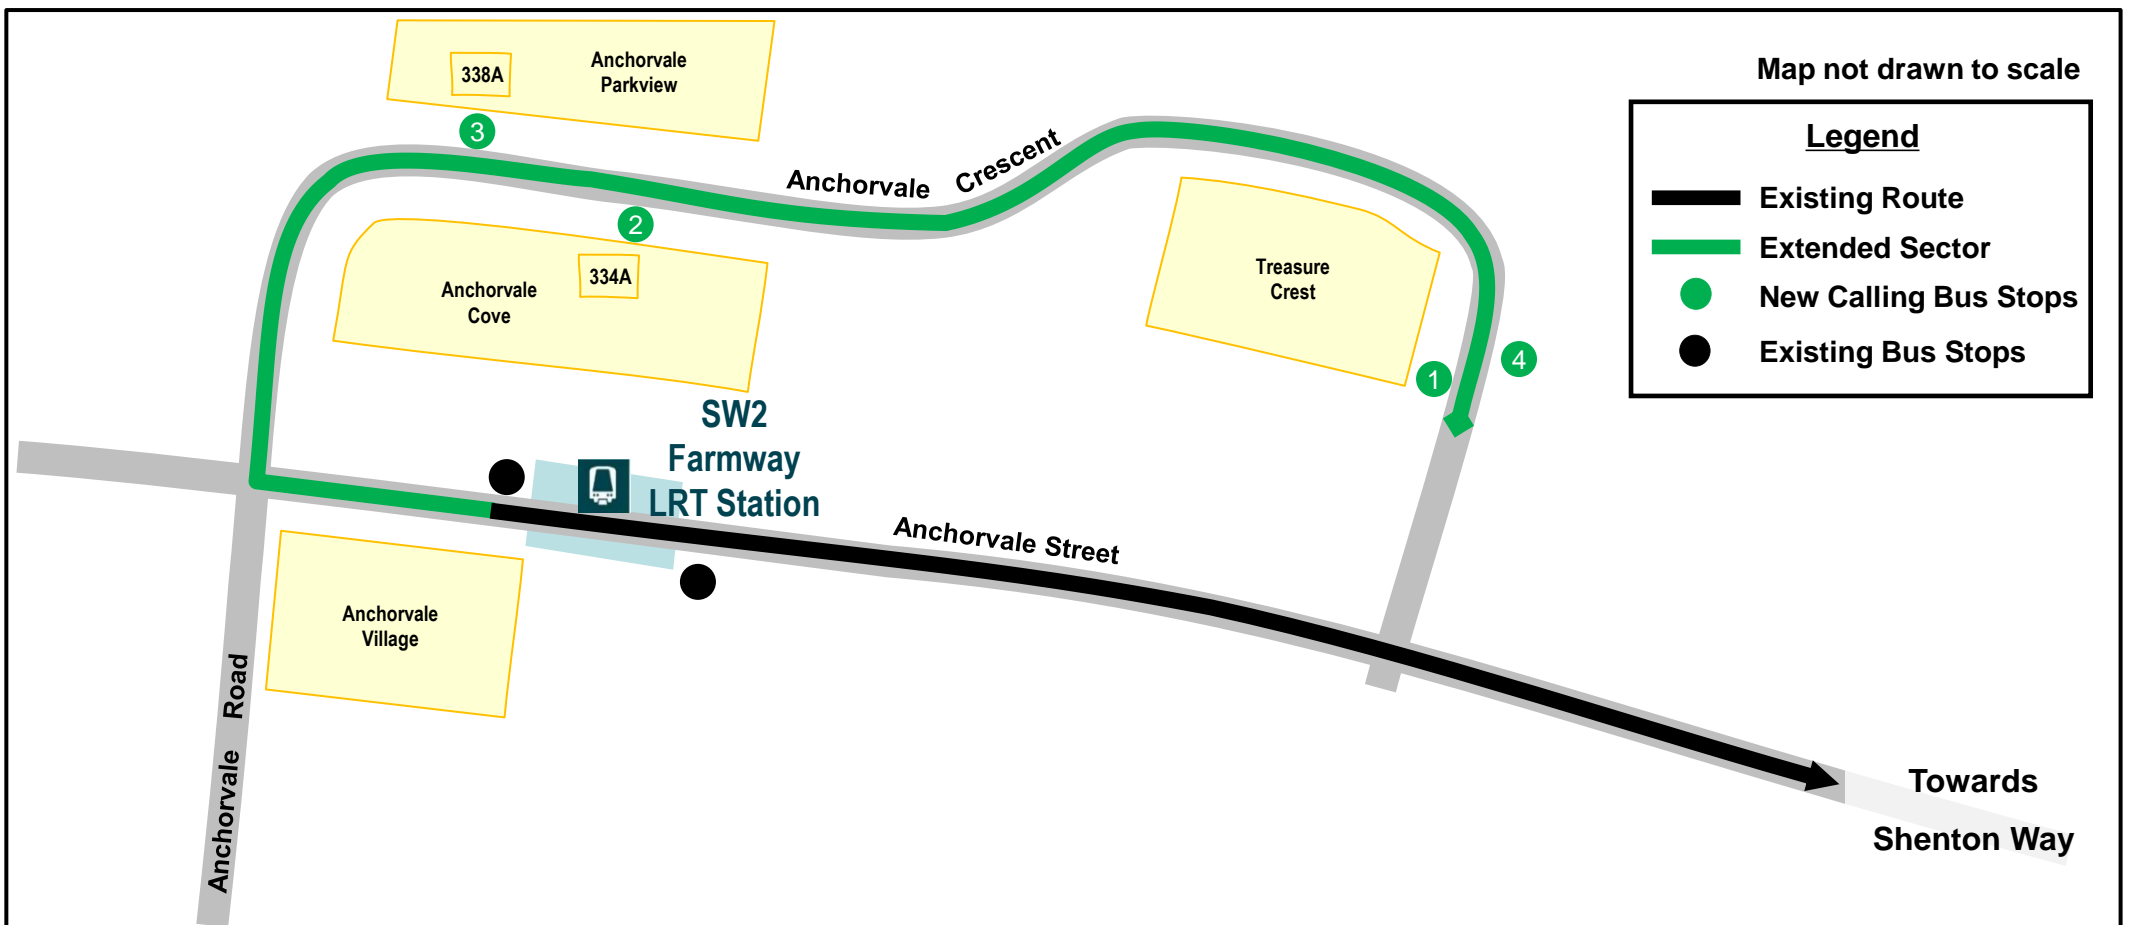 Map not drawn to scale
Legend
Existing Route
Extended Sector
New Calling Bus Stops
Existing Bus Stops
338A
Anchorvale
Parkview
3
Anchorvale Crescent
2
334A
Anchorvale
Cove
Treasure
Crest
1
4
SW2
Farmway
LRT Station
Anchorvale Street
Anchorvale
Village
Anchorvale Road
Towards
Shenton Way